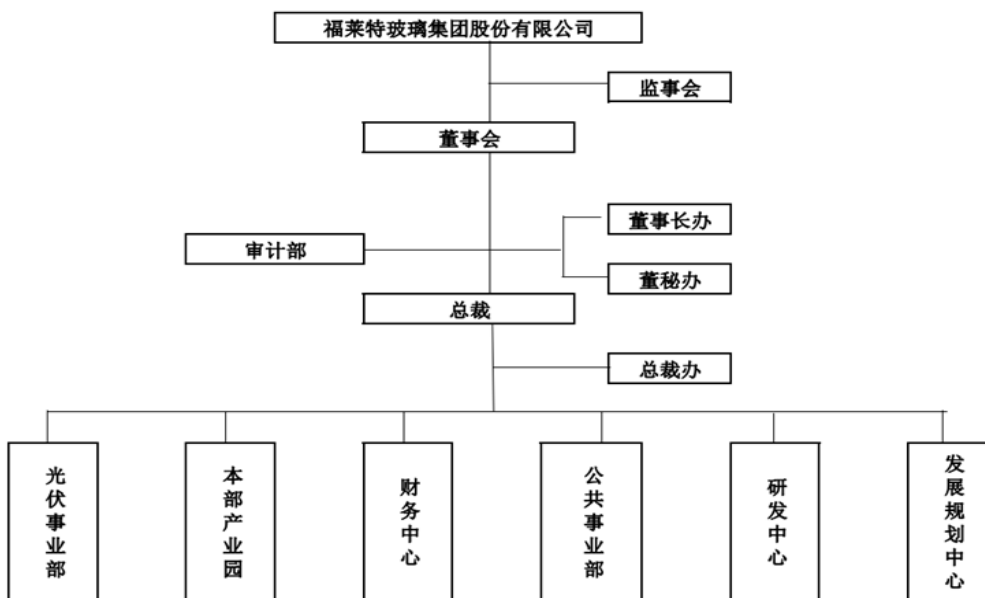 福莱特玻璃集团股份有限公司
监事会
董事会
董事长办
审计部
董秘办
总裁
总裁办
光伏事业部
本部产业园
财务中心
公共事业部
研发中心
发展规划中心